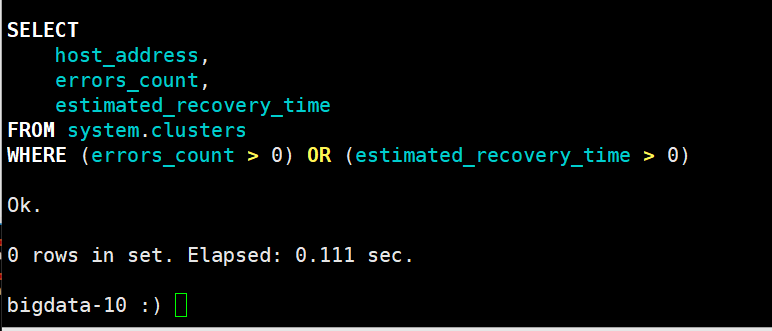 SELECT
    host_address,
    errors_count,
    estimated_recovery_time
FROM system.clusters
WHERE (errors_count > 0) OR (estimated_recovery_time > 0)
Ok.
0 rows in set. Elapsed: 0.111 sec.
bigdata-10 :)